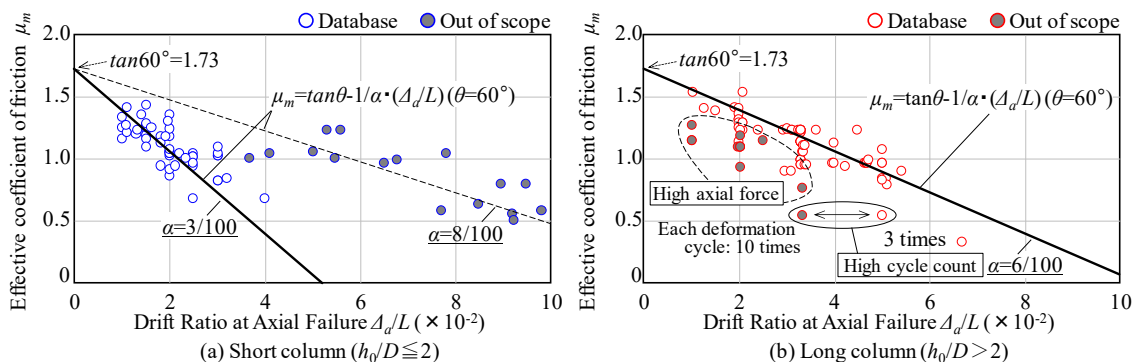 Database Out of scope
Effective coefficient of friction μm
2.0
1.5
1.0
0.5
0
tan60°=1.73
μm=tanθ-1/α・(Δd/L) (θ=60°)
α=3/100
α=8/100
0 2 4 6 8 10
Drift Ratio at Axial Failure Δd/L (×10-2)
(a) Short column (h0/D≦2)
Database Out of scope
Effective coefficient of friction μm
2.0
1.5
1.0
0.5
0
tan60°=1.73
μm=tanθ-1/α・(Δd/L) (θ=60°)
High axial force
Each deformation
cycle: 10 times
3 times
High cycle count
α=6/100
0 2 4 6 8 10
Drift Ratio at Axial Failure Δd/L (×10-2)
(b) Long column (h0/D>2)